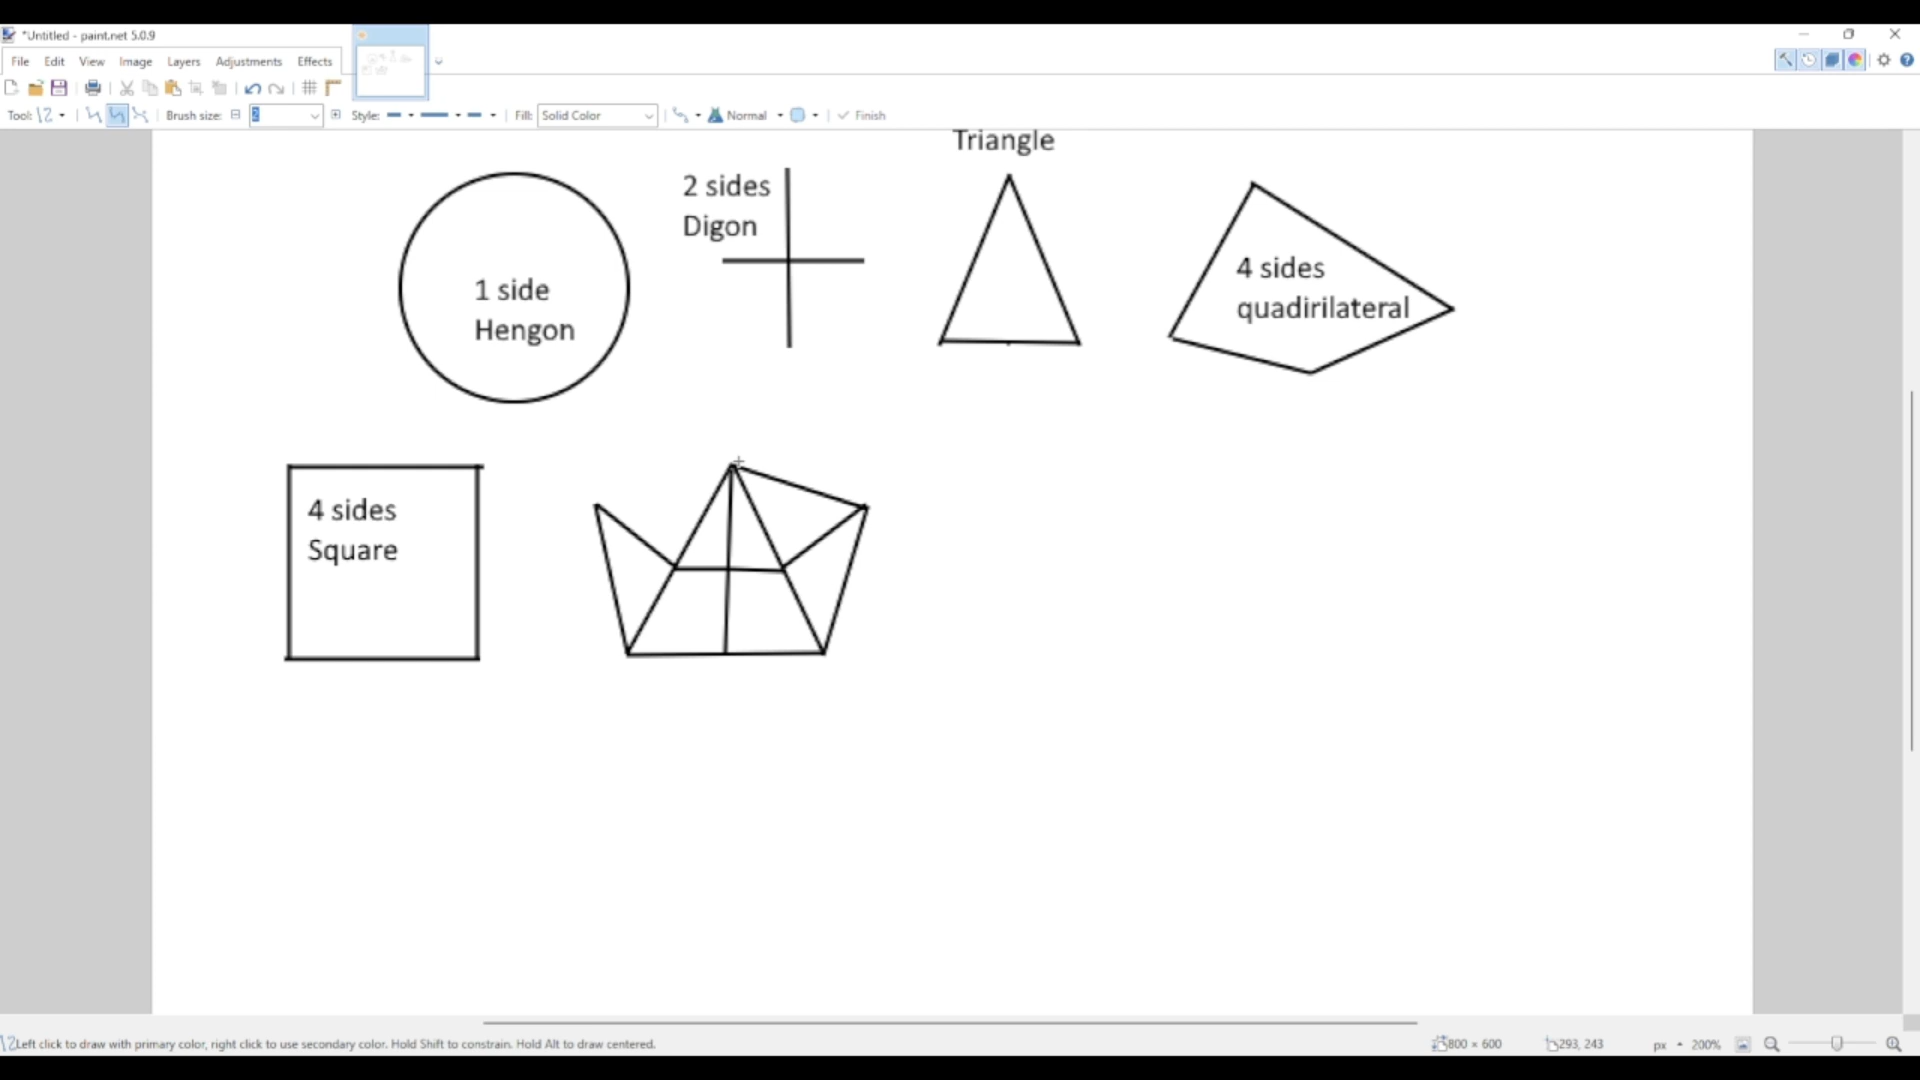 *Untitled - paint.net 5.0.9
File Edit View Image Layers Adjustments Effects
Tool: Brush size: 2 Style: Fill: Solid Color Normal Finish
Triangle
2 sides
Digon
4 sides
quadirilateral
1 side
Hengon
4 sides
Square
Left click to draw with primary color, right click to use secondary color. Hold Shift to constrain. Hold Alt to draw centered. 800 × 600 293, 243 px 200%